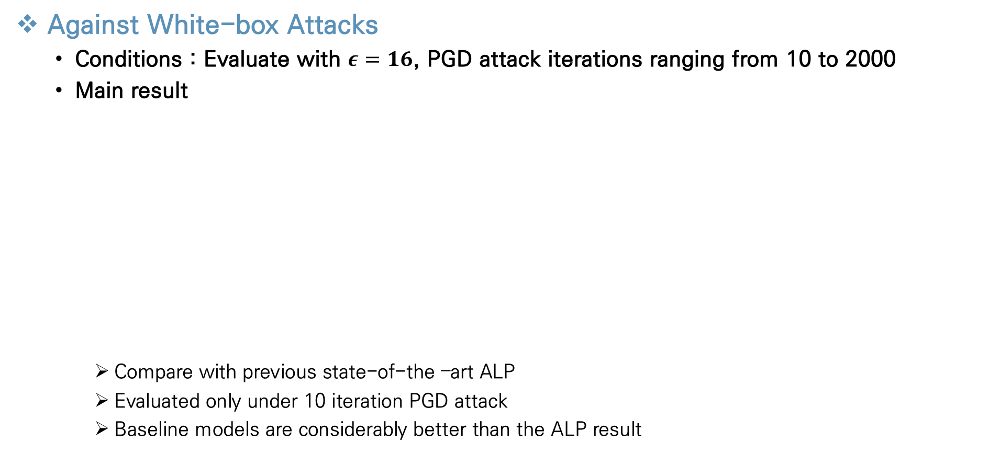 ❖ Against White-box Attacks
• Conditions : Evaluate with ϵ = 16, PGD attack iterations ranging from 10 to 2000
• Main result
➢ Compare with previous state-of-the –art ALP
➢ Evaluated only under 10 iteration PGD attack
➢ Baseline models are considerably better than the ALP result